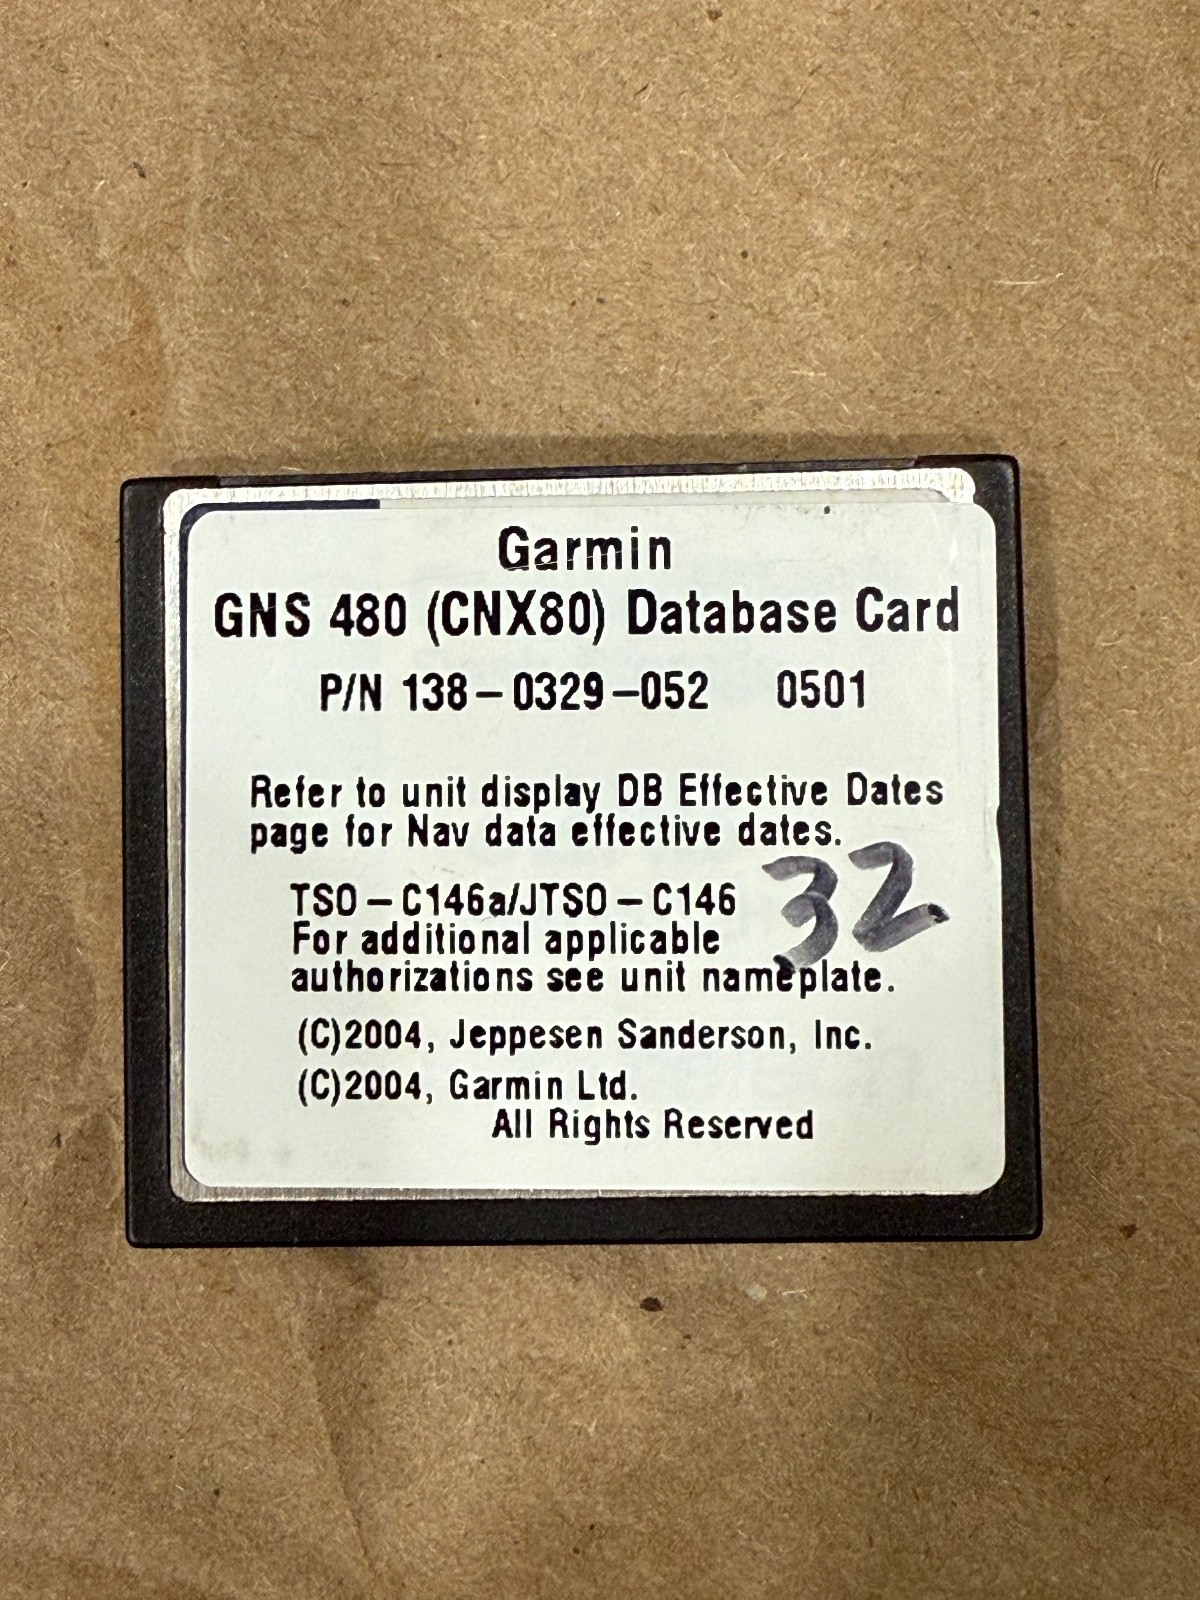 Garmin
GNS 480 (CNX80) Database Card
P/N 138-0329-052 0501
Refer to unit display DB Effective Dates
page for Nav data effective dates.
32
TSO-C146a/JTSO-C146
For additional applicable
authorizations see unit nameplate.
(C)2004, Jeppesen Sanderson, Inc.
(C)2004, Garmin Ltd.
All Rights Reserved